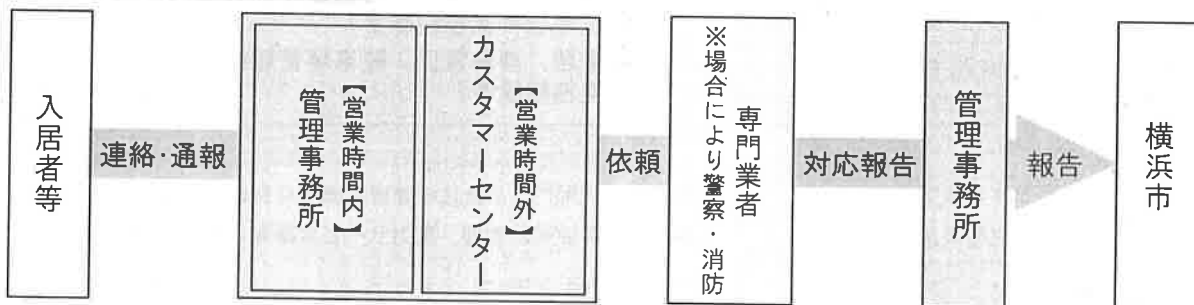 入居者等
連絡・通報
【営業時間内】
管理事務所
【営業時間外】
カスタマーセンター
依頼
専門業者
※場合により警察・消防
対応報告
管理事務所
報告
横浜市